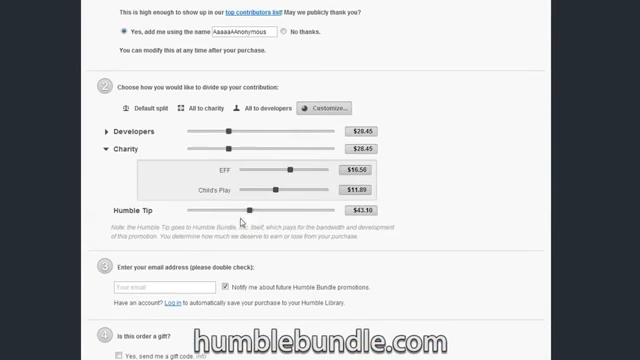 This is high enough to show up in our top contributors list! May we publicly thank you?
Yes, add me using the name AaaaaAAnonymous No thanks.
You can modify this at any time after your purchase.
2 Choose how you would like to divide up your contribution:
Default split All to charity All to developers Customize...
Developers $28.45
Charity $28.45
EFF $16.56
Child's Play $11.89
Humble Tip $43.10
Note: the Humble Tip goes to Humble Bundle, Inc. itself, which pays for the bandwidth and development
of this promotion. You determine how much we deserve to earn or lose from your purchase.
3 Enter your email address (please double check):
Your email Notify me about future Humble Bundle promotions.
Have an account? Log in to automatically save your purchase to your Humble Library.
4 Is this order a gift?
Yes, send me a gift code. Info
humblebundle.com